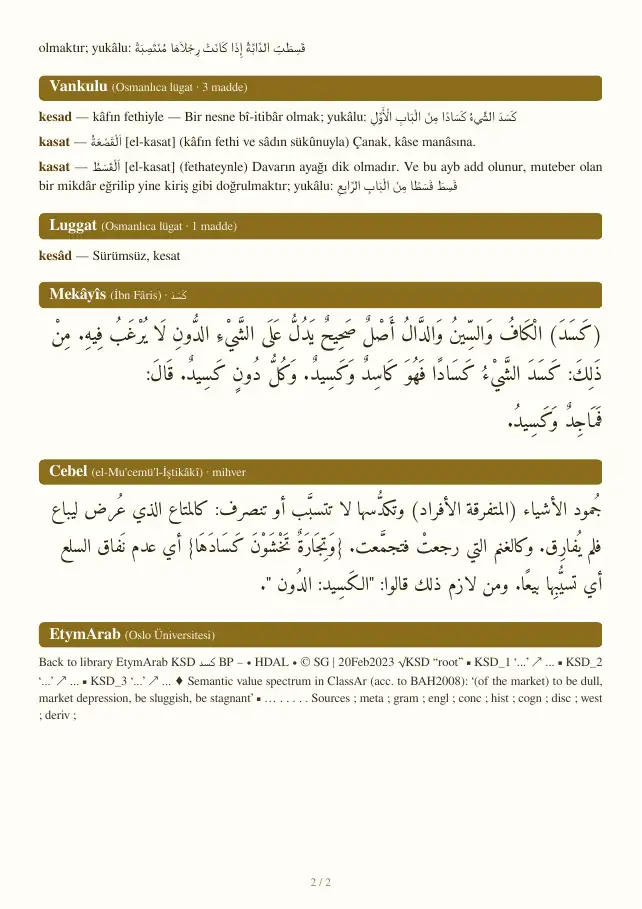 olmaktır; yukâlu: قَسِطَتِ الدَّابَّةُ إِذَا كَانَتْ رِجْلَاهَا مُنْتَصِبَةً
Vankulu (Osmanlıca lügat · 3 madde)
kesad — kâfın fethiyle — Bir nesne bî-itibâr olmak; yukâlu: كَسَدَ الشَّيْءُ كَسَادًا مِنَ الْبَابِ الْأَوَّلِ
kasat — اَلْقَصْعَةُ [el-kasat] (kâfın fethi ve sâdın sükûnuyla) Çanak, kâse manâsına.
kasat — اَلْقَسَطُ [el-kasat] (fethateynle) Davarın ayağı dik olmadır. Ve bu ayb add olunur, muteber olan
bir mikdâr eğrilip yine kiriş gibi doğrulmaktır; yukâlu: قَسِطَ قَسَطًا مِنَ الْبَابِ الرَّابِعِ
Luggat (Osmanlıca lügat · 1 madde)
kesâd — Sürümsüz, kesat
Mekâyîs (İbn Fâris) · كَسَدَ
(كَسَدَ) الْكَافُ وَالسِّينُ وَالدَّالُ أَصْلٌ صَحِيحٌ يَدُلُّ عَلَى الشَّيْءِ الدُّونِ لَا يُرْغَبُ فِيهِ. مِنْ
ذَلِكَ: كَسَدَ الشَّيْءُ كَسَادًا فَهُوَ كَاسِدٌ وَكَسِيدٌ. وَكُلُّ دُونٍ كَسِيدٌ. قَالَ:
فَمَاجِدٌ وَكَسِيدُ.
Cebel (el-Mu'cemü'l-İştikâkî) · mihver
جُمود الأشياء (المتفرقة الأفراد) وتكدُّسها لا تتسبَّب أو تنصرف: كالمتاع الذي عُرض ليباع
فلم يُفارِق. وكالغنم التي رجعتْ فتجمَّعت. {وَتِجَارَةٌ تَخْشَوْنَ كَسَادَهَا} أي عدم نَفاق السلع
أي تسيُّبِها بيعًا. ومن لازم ذلك قالوا: "الكَسِيد: الدُون ".
EtymArab (Oslo Üniversitesi)
Back to library EtymArab KSD كسد BP – • HDAL • © SG | 20Feb2023 √KSD “root” ▪ KSD_1 ‘...’ ↗ ... ▪ KSD_2
‘...’ ↗ ... ▪ KSD_3 ‘...’ ↗ ... ♦ Semantic value spectrum in ClassAr (acc. to BAH2008): ‘(of the market) to be dull,
market depression, be sluggish, be stagnant’ ▪ … . . . . . Sources ; meta ; gram ; engl ; conc ; hist ; cogn ; disc ; west
; deriv ;
2 / 2